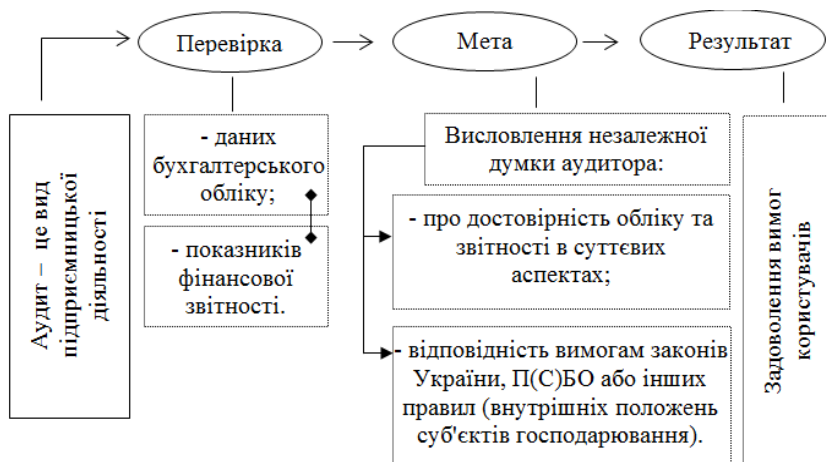 Перевірка
Мета
Результат
Аудит – це вид
підприємницької
діяльності
- даних
бухгалтерського
обліку;
- показників
фінансової
звітності.
Висловлення незалежної
думки аудитора:
- про достовірність обліку та
звітності в суттєвих
аспектах;
- відповідність вимогам законів
України, П(С)БО або інших
правил (внутрішніх положень
суб'єктів господарювання).
Задоволення вимог
користувачів